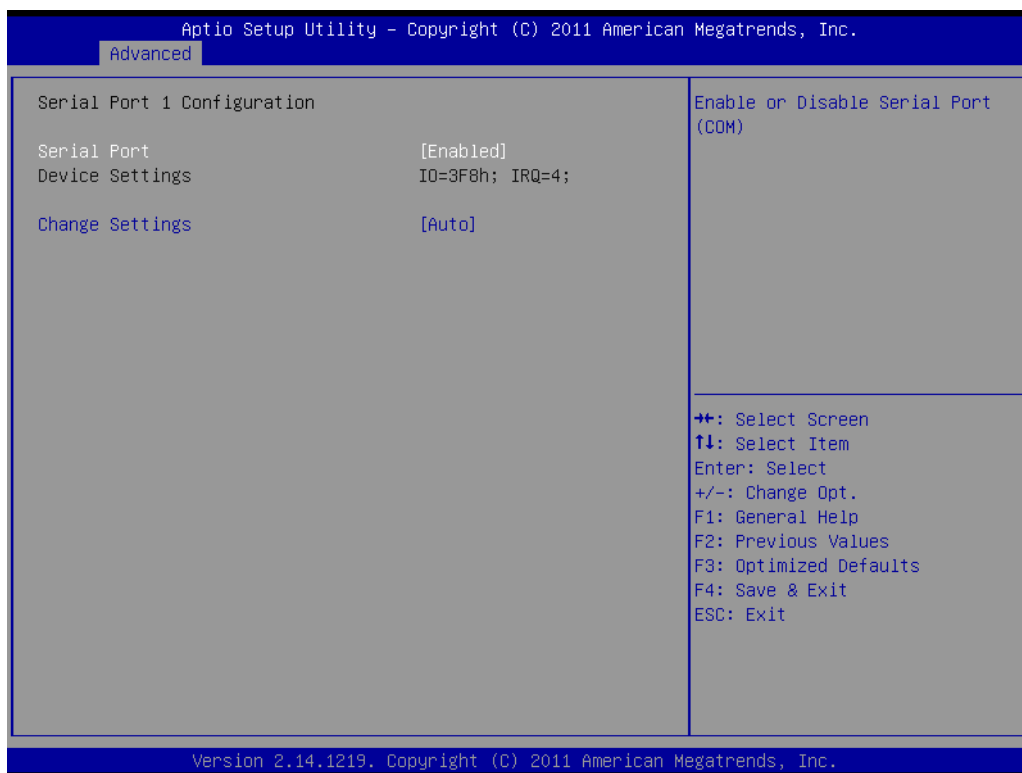 Aptio Setup Utility – Copyright (C) 2011 American Megatrends, Inc.
Advanced
Serial Port 1 Configuration
Serial Port [Enabled]
Device Settings IO=3F8h; IRQ=4;
Change Settings [Auto]
Enable or Disable Serial Port
(COM)
→←: Select Screen
↑↓: Select Item
Enter: Select
+/-: Change Opt.
F1: General Help
F2: Previous Values
F3: Optimized Defaults
F4: Save & Exit
ESC: Exit
Version 2.14.1219. Copyright (C) 2011 American Megatrends, Inc.